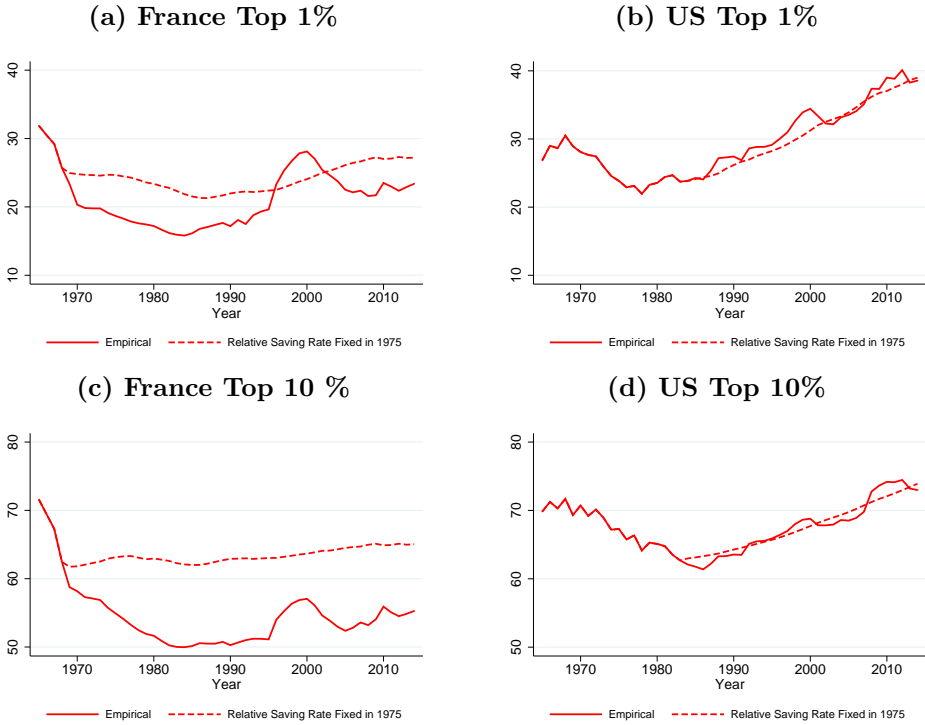 (a) France Top 1%
40
30
20
10
1970 1980 1990 2000 2010
Year
Empirical Relative Saving Rate Fixed in 1975
(b) US Top 1%
40
30
20
10
1970 1980 1990 2000 2010
Year
Empirical Relative Saving Rate Fixed in 1975
(c) France Top 10 %
80
70
60
50
1970 1980 1990 2000 2010
Year
Empirical Relative Saving Rate Fixed in 1975
(d) US Top 10%
80
70
60
50
1970 1980 1990 2000 2010
Year
Empirical Relative Saving Rate Fixed in 1975